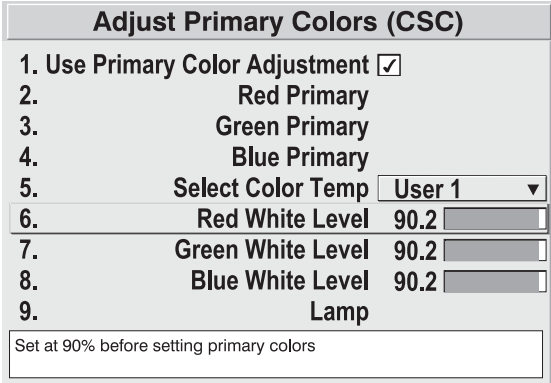 Adjust Primary Colors (CSC)
1. Use Primary Color Adjustment ✓
2. Red Primary
3. Green Primary
4. Blue Primary
5. Select Color Temp User 1 ▼
6. Red White Level 90.2
7. Green White Level 90.2
8. Blue White Level 90.2
9. Lamp
Set at 90% before setting primary colors